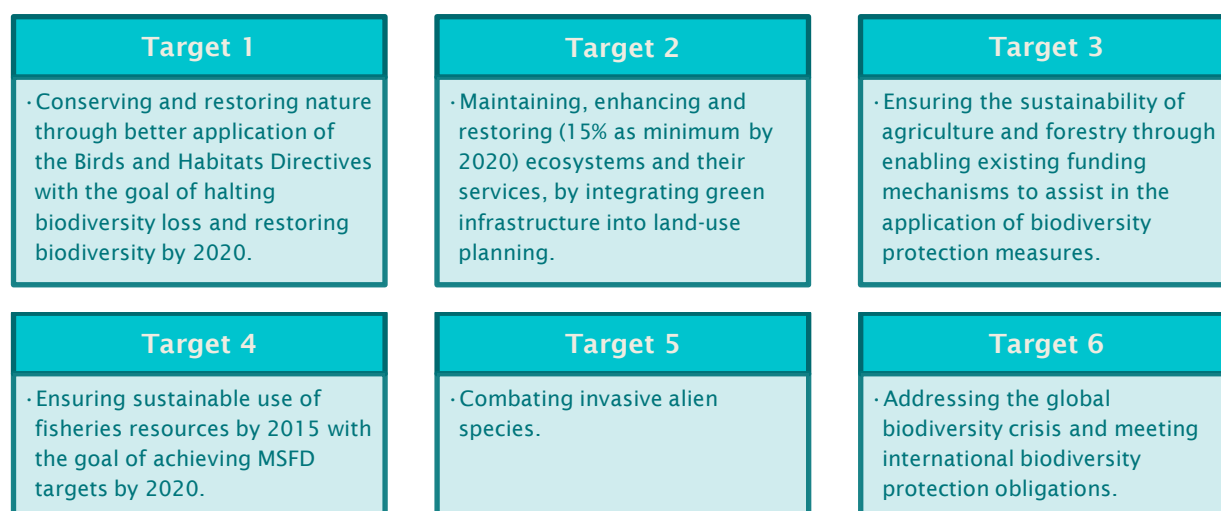 Target 1
·Conserving and restoring nature
through better application of
the Birds and Habitats Directives
with the goal of halting
biodiversity loss and restoring
biodiversity by 2020.
Target 2
·Maintaining, enhancing and
restoring (15% as minimum by
2020) ecosystems and their
services, by integrating green
infrastructure into land-use
planning.
Target 3
·Ensuring the sustainability of
agriculture and forestry through
enabling existing funding
mechanisms to assist in the
application of biodiversity
protection measures.
Target 4
·Ensuring sustainable use of
fisheries resources by 2015 with
the goal of achieving MSFD
targets by 2020.
Target 5
·Combating invasive alien
species.
Target 6
·Addressing the global
biodiversity crisis and meeting
international biodiversity
protection obligations.